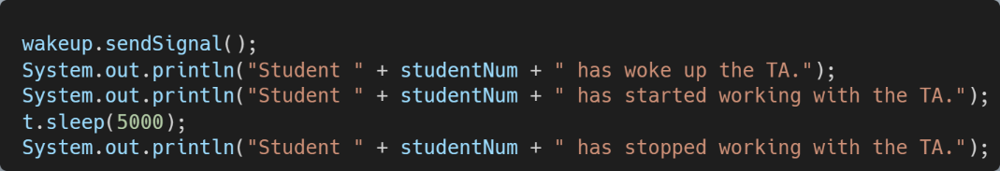 wakeup.sendSignal();
System.out.println("Student " + studentNum + " has woke up the TA.");
System.out.println("Student " + studentNum + " has started working with the TA.");
t.sleep(5000);
System.out.println("Student " + studentNum + " has stopped working with the TA.");